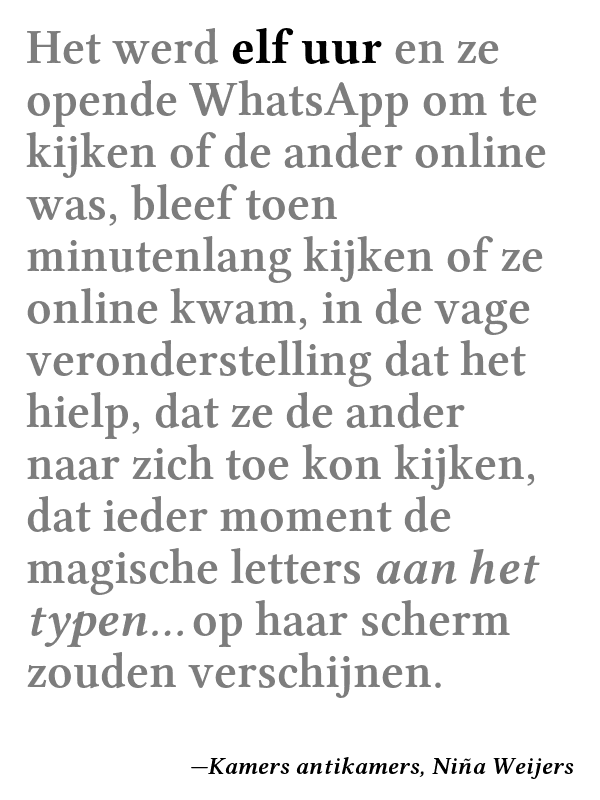 Het werd elf uur en ze
opende WhatsApp om te
kijken of de ander online
was, bleef toen
minutenlang kijken of ze
online kwam, in de vage
veronderstelling dat het
hielp, dat ze de ander
naar zich toe kon kijken,
dat ieder moment de
magische letters aan het
typen... op haar scherm
zouden verschijnen.
—Kamers antikamers, Niña Weijers